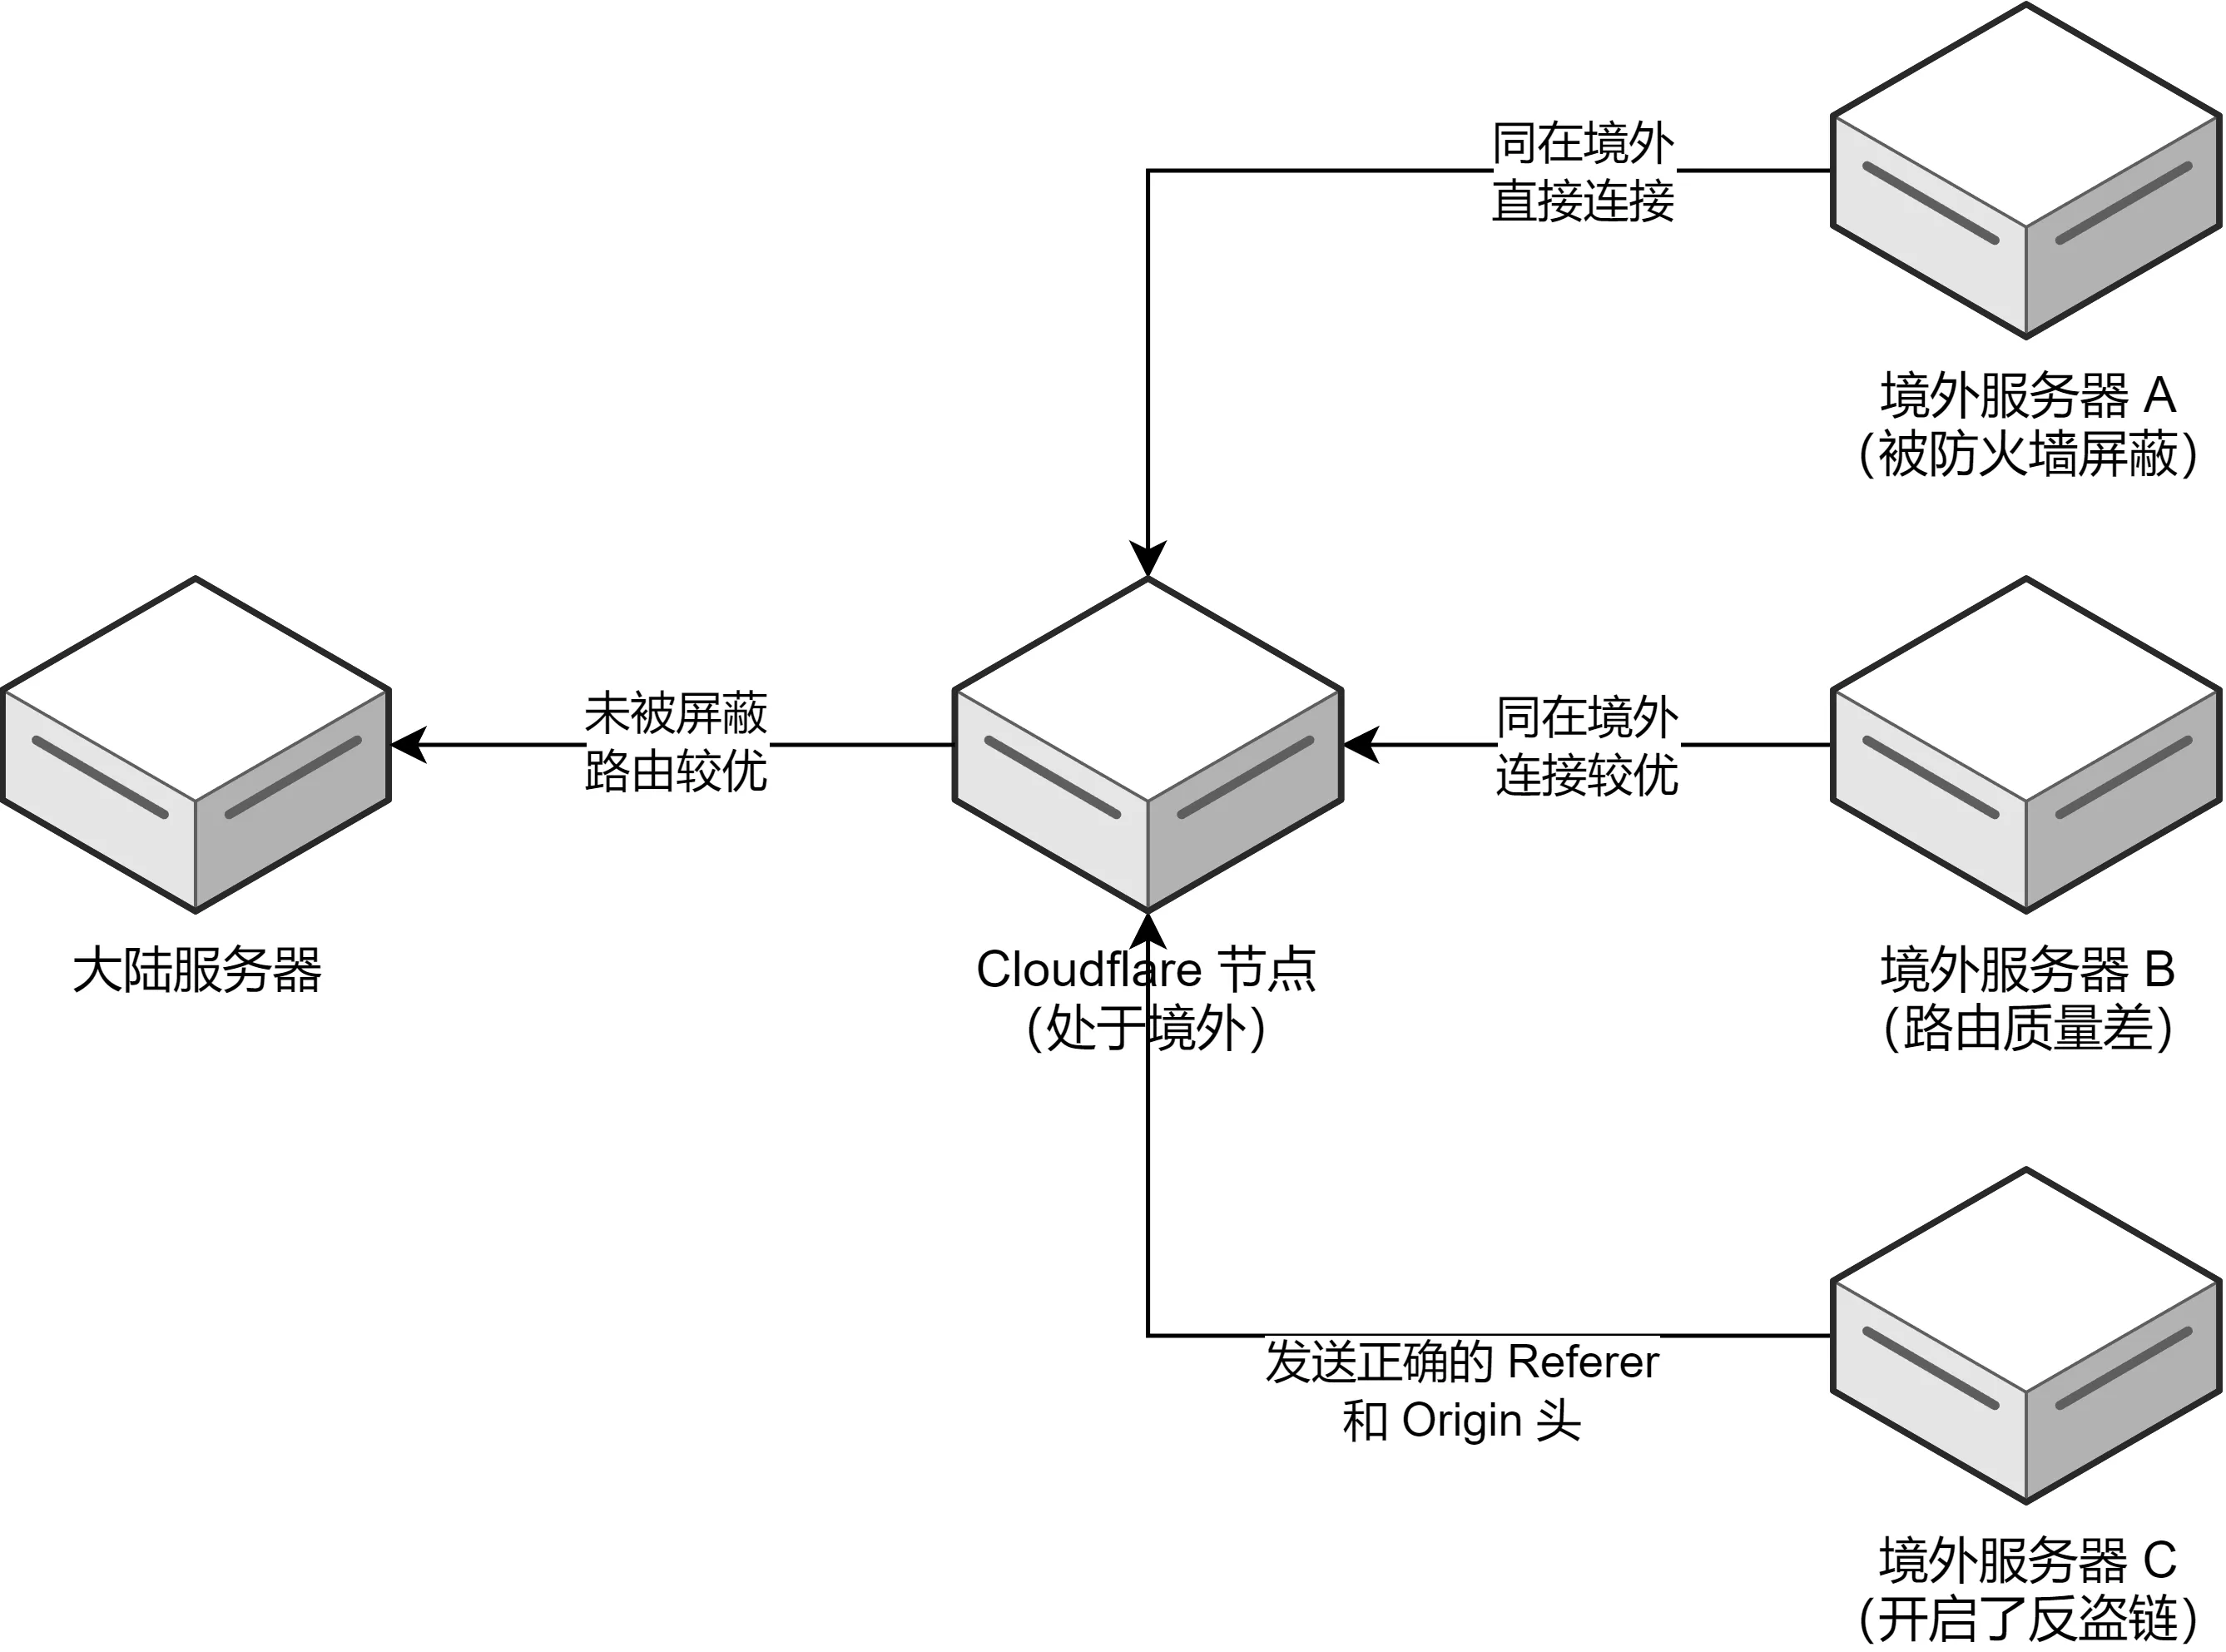 同在境外
直接连接
境外服务器 A
（被防火墙屏蔽）
未被屏蔽
路由较优
同在境外
连接较优
大陆服务器
Cloudflare 节点
（处于境外）
境外服务器 B
（路由质量差）
发送正确的 Referer
和 Origin 头
境外服务器 C
（开启了反盗链）